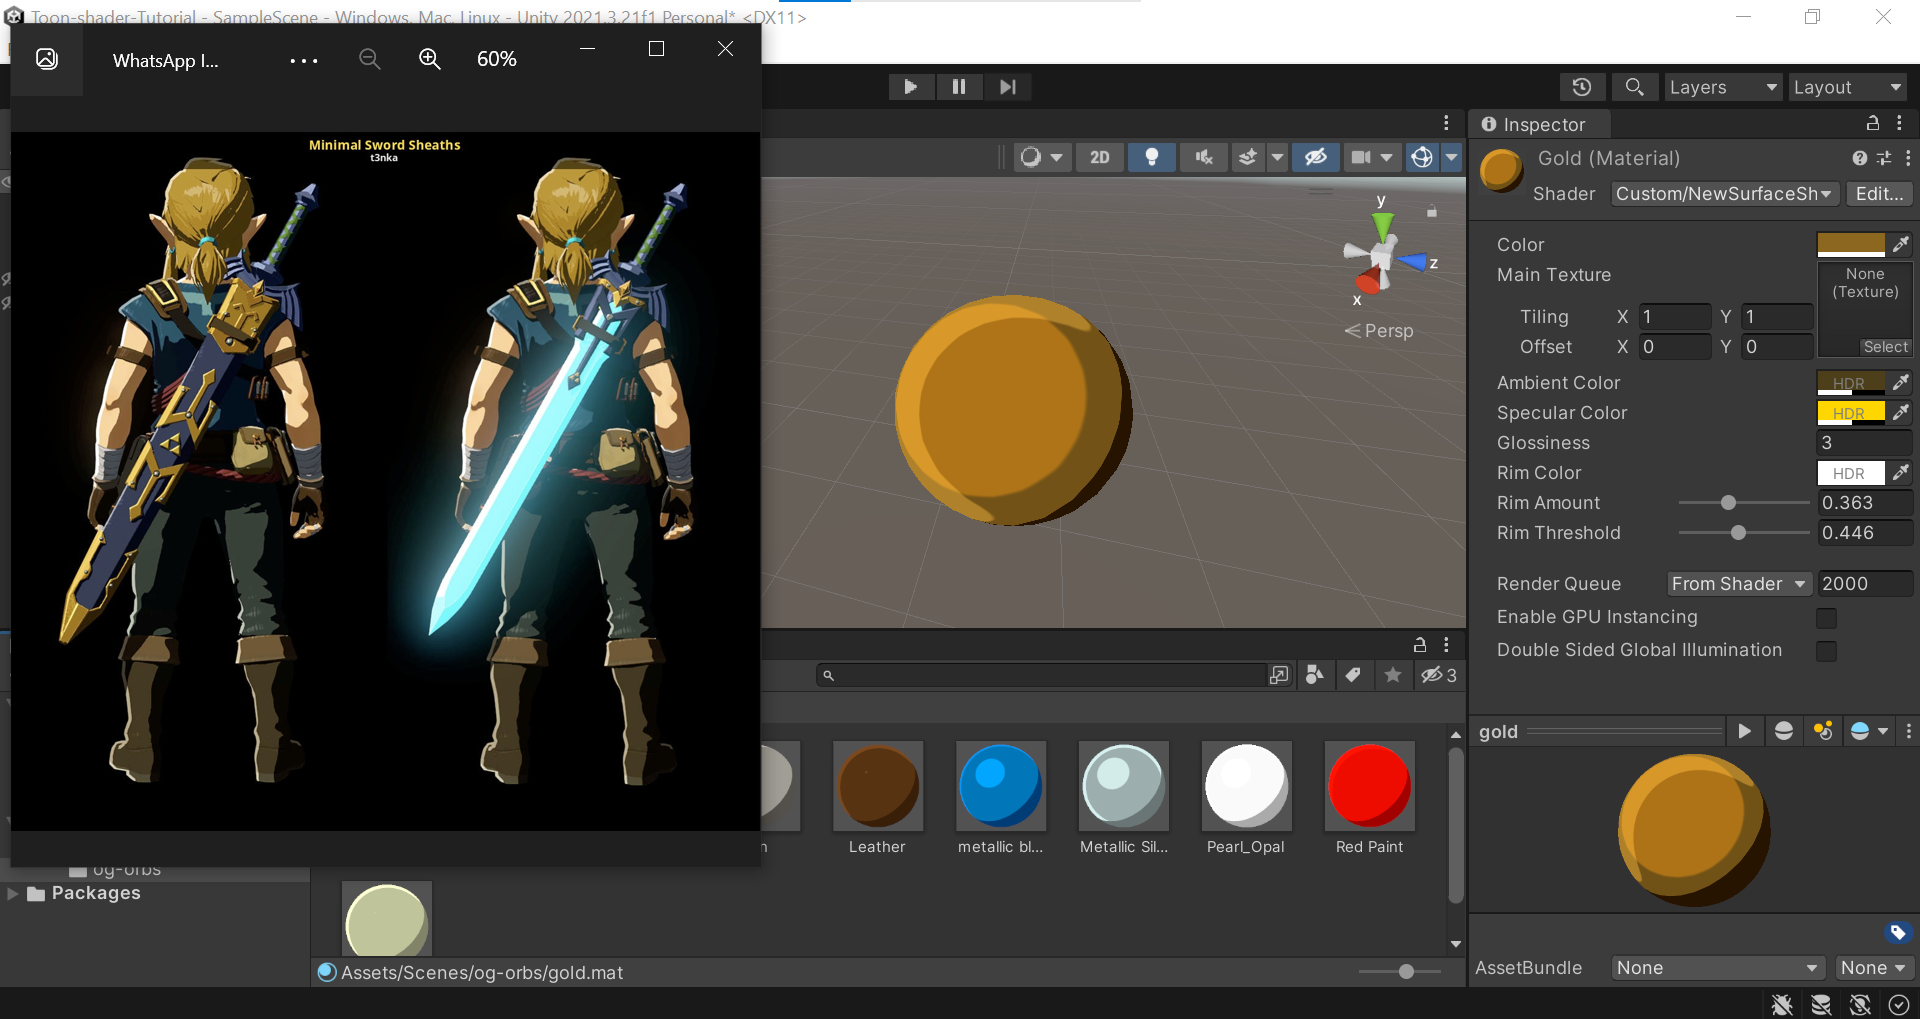 Toon-shader-Tutorial - SampleScene - Windows, Mac, Linux - Unity 2021.3.21f1 Personal* <DX11>
WhatsApp I...
60%
Layers
Layout
Minimal Sword Sheaths
t3nka
2D
y
z
x
Persp
Inspector
Gold (Material)
Shader
Custom/NewSurfaceSh
Edit...
Color
Main Texture
None
(Texture)
Tiling X 1 Y 1
Offset X 0 Y 0
Select
Ambient Color HDR
Specular Color HDR
Glossiness 3
Rim Color HDR
Rim Amount 0.363
Rim Threshold 0.446
Render Queue From Shader 2000
Enable GPU Instancing
Double Sided Global Illumination
3
gold
Leather
metallic bl...
Metallic Sil...
Pearl_Opal
Red Paint
og-orbs
Packages
Assets/Scenes/og-orbs/gold.mat
AssetBundle None None